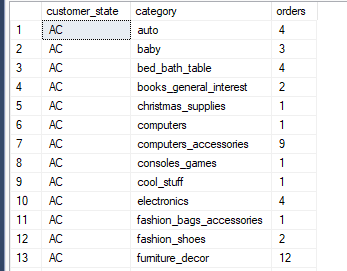 customer_state category orders
1 AC auto 4
2 AC baby 3
3 AC bed_bath_table 4
4 AC books_general_interest 2
5 AC christmas_supplies 1
6 AC computers 1
7 AC computers_accessories 9
8 AC consoles_games 1
9 AC cool_stuff 1
10 AC electronics 4
11 AC fashion_bags_accessories 1
12 AC fashion_shoes 2
13 AC furniture_decor 12